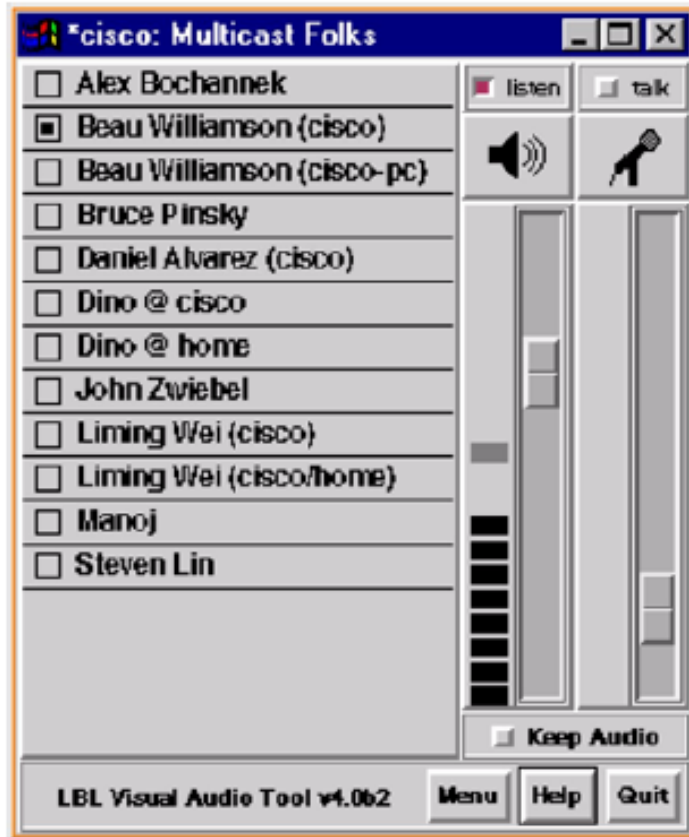 *cisco: Multicast Folks
Alex Bochannek
Beau Williamson (cisco)
Beau Williamson (cisco-pc)
Bruce Pinsky
Daniel Alvarez (cisco)
Dino @ cisco
Dino @ home
John Zwiebel
Liming Wei (cisco)
Liming Wei (cisco/home)
Manoj
Steven Lin
listen
talk
Keep Audio
LBL Visual Audio Tool v4.0b2
Menu
Help
Quit